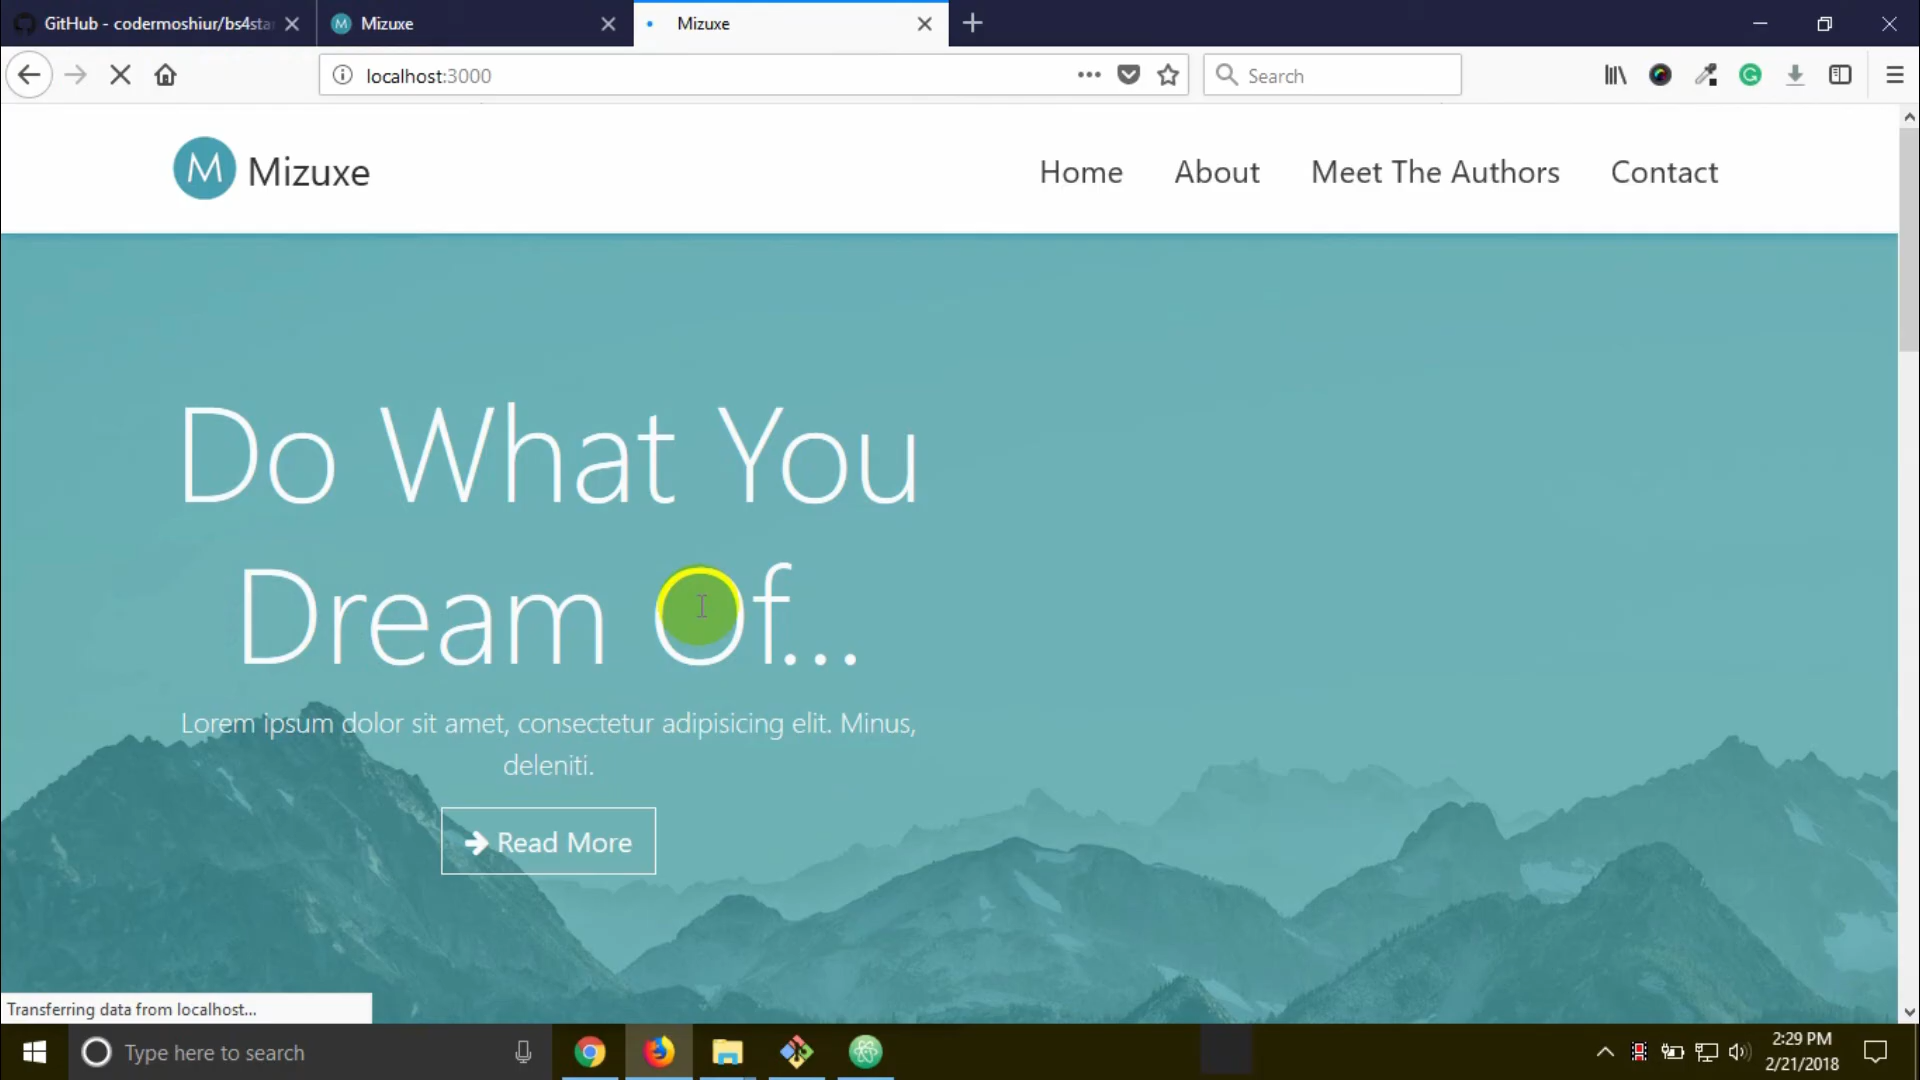 GitHub - codermoshiur/bs4sta
Mizuxe
Mizuxe
localhost:3000
Search
M Mizuxe
Home
About
Meet The Authors
Contact
Do What You
Dream Of...
Lorem ipsum dolor sit amet, consectetur adipisicing elit. Minus,
deleniti.
Read More
Transferring data from localhost...
Type here to search
2:29 PM
2/21/2018